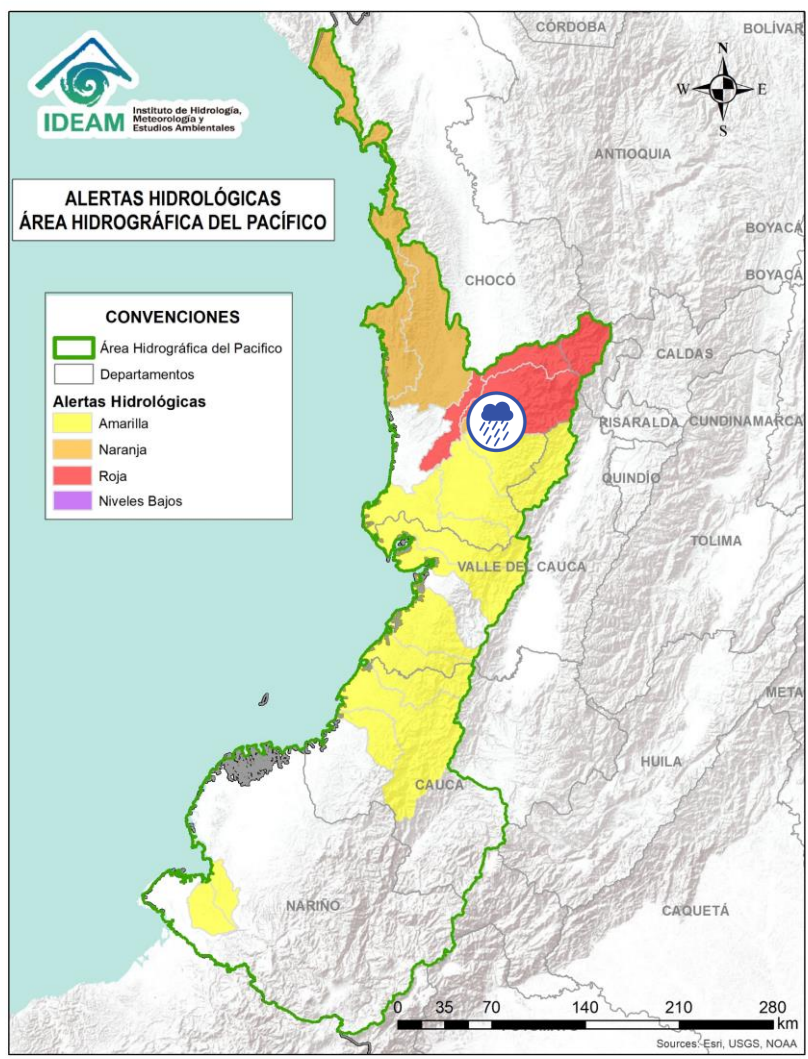 CÓRDOBA
BOLÍVAR
IDEAM
Instituto de Hidrología,
Meteorología y
Estudios Ambientales
N
W E
S
ANTIOQUIA
ALERTAS HIDROLÓGICAS
ÁREA HIDROGRÁFICA DEL PACÍFICO
BOYACÁ
BOYACÁ
CHOCÓ
CONVENCIONES
Área Hidrográfica del Pacifico
Departamentos
Alertas Hidrológicas
Amarilla
Naranja
Roja
Niveles Bajos
CALDAS
RISARALDA
CUNDINAMARCA
QUINDÍO
TOLIMA
VALLE DEL CAUCA
META
HUILA
CAUCA
NARIÑO
CAQUETÁ
0 35 70 140 210 280
km
Sources: Esri, USGS, NOAA